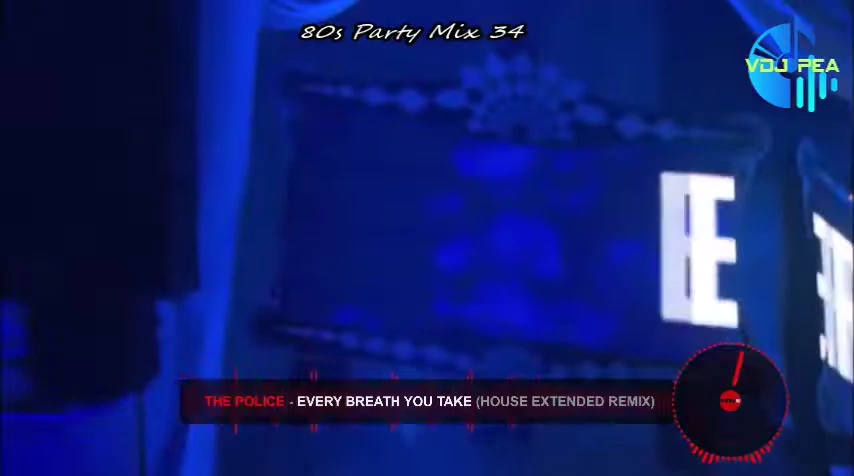 80s Party Mix 34
VDJ PEA
THE POLICE - EVERY BREATH YOU TAKE (HOUSE EXTENDED REMIX)